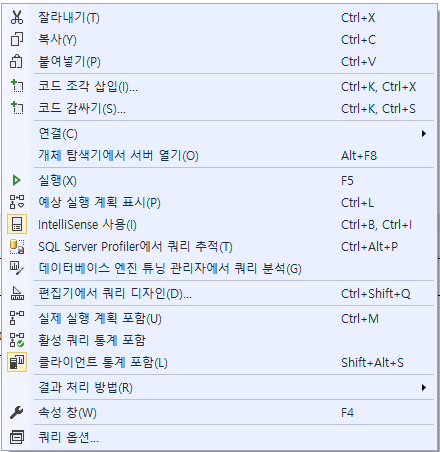 잘라내기(T) Ctrl+X
복사(Y) Ctrl+C
붙여넣기(P) Ctrl+V
코드 조각 삽입(I)... Ctrl+K, Ctrl+X
코드 감싸기(S)... Ctrl+K, Ctrl+S
연결(C)
개체 탐색기에서 서버 열기(O) Alt+F8
실행(X) F5
예상 실행 계획 표시(P) Ctrl+L
IntelliSense 사용(I) Ctrl+B, Ctrl+I
SQL Server Profiler에서 쿼리 추적(T) Ctrl+Alt+P
데이터베이스 엔진 튜닝 관리자에서 쿼리 분석(G)
편집기에서 쿼리 디자인(D)... Ctrl+Shift+Q
실제 실행 계획 포함(U) Ctrl+M
활성 쿼리 통계 포함
클라이언트 통계 포함(L) Shift+Alt+S
결과 처리 방법(R)
속성 창(W) F4
쿼리 옵션...